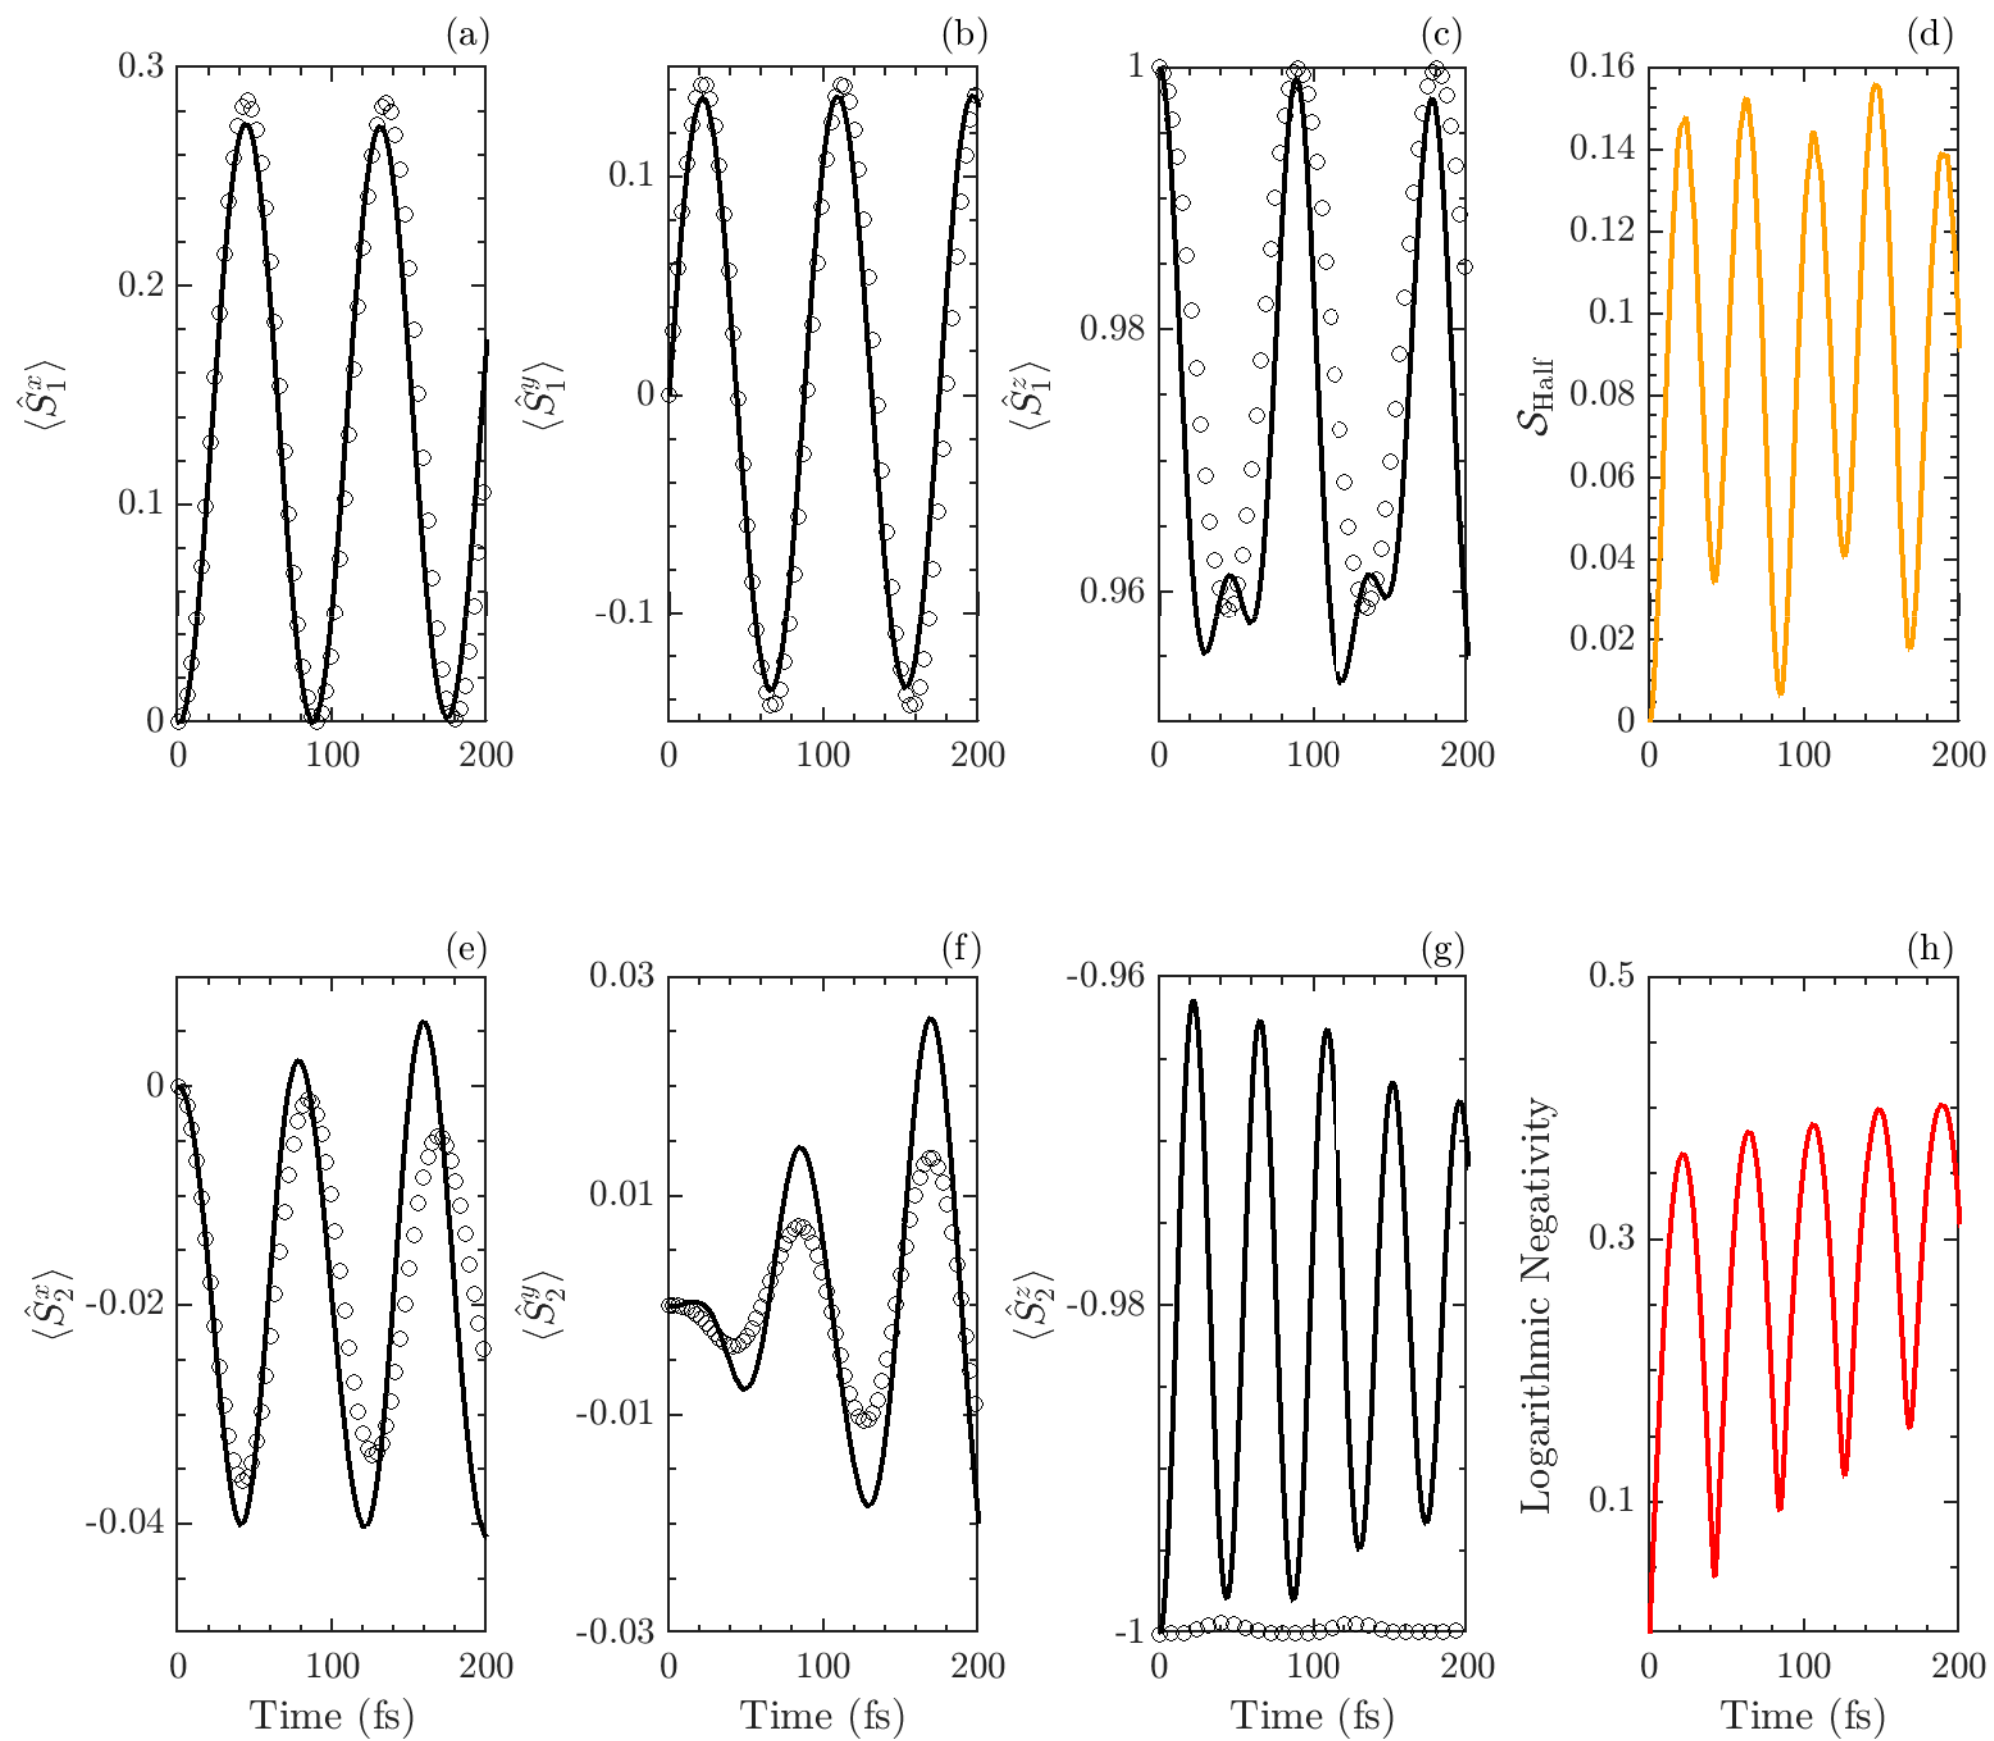 (a)
0.3
0.2
0.1
0
0 100 200
⟨Ŝ₁ˣ⟩
(b)
0.1
0
-0.1
0 100 200
⟨Ŝ₁ʸ⟩
(c)
1
0.98
0.96
0 100 200
⟨Ŝ₁ᶻ⟩
(d)
0.16
0.14
0.12
0.1
0.08
0.06
0.04
0.02
0
0 100 200
𝒮Half
(e)
0
-0.02
-0.04
0 100 200
⟨Ŝ₂ˣ⟩
Time (fs)
(f)
0.03
0.01
-0.01
-0.03
0 100 200
⟨Ŝ₂ʸ⟩
Time (fs)
(g)
-0.96
-0.98
-1
0 100 200
⟨Ŝ₂ᶻ⟩
Time (fs)
(h)
0.5
0.3
0.1
0 100 200
Logarithmic Negativity
Time (fs)